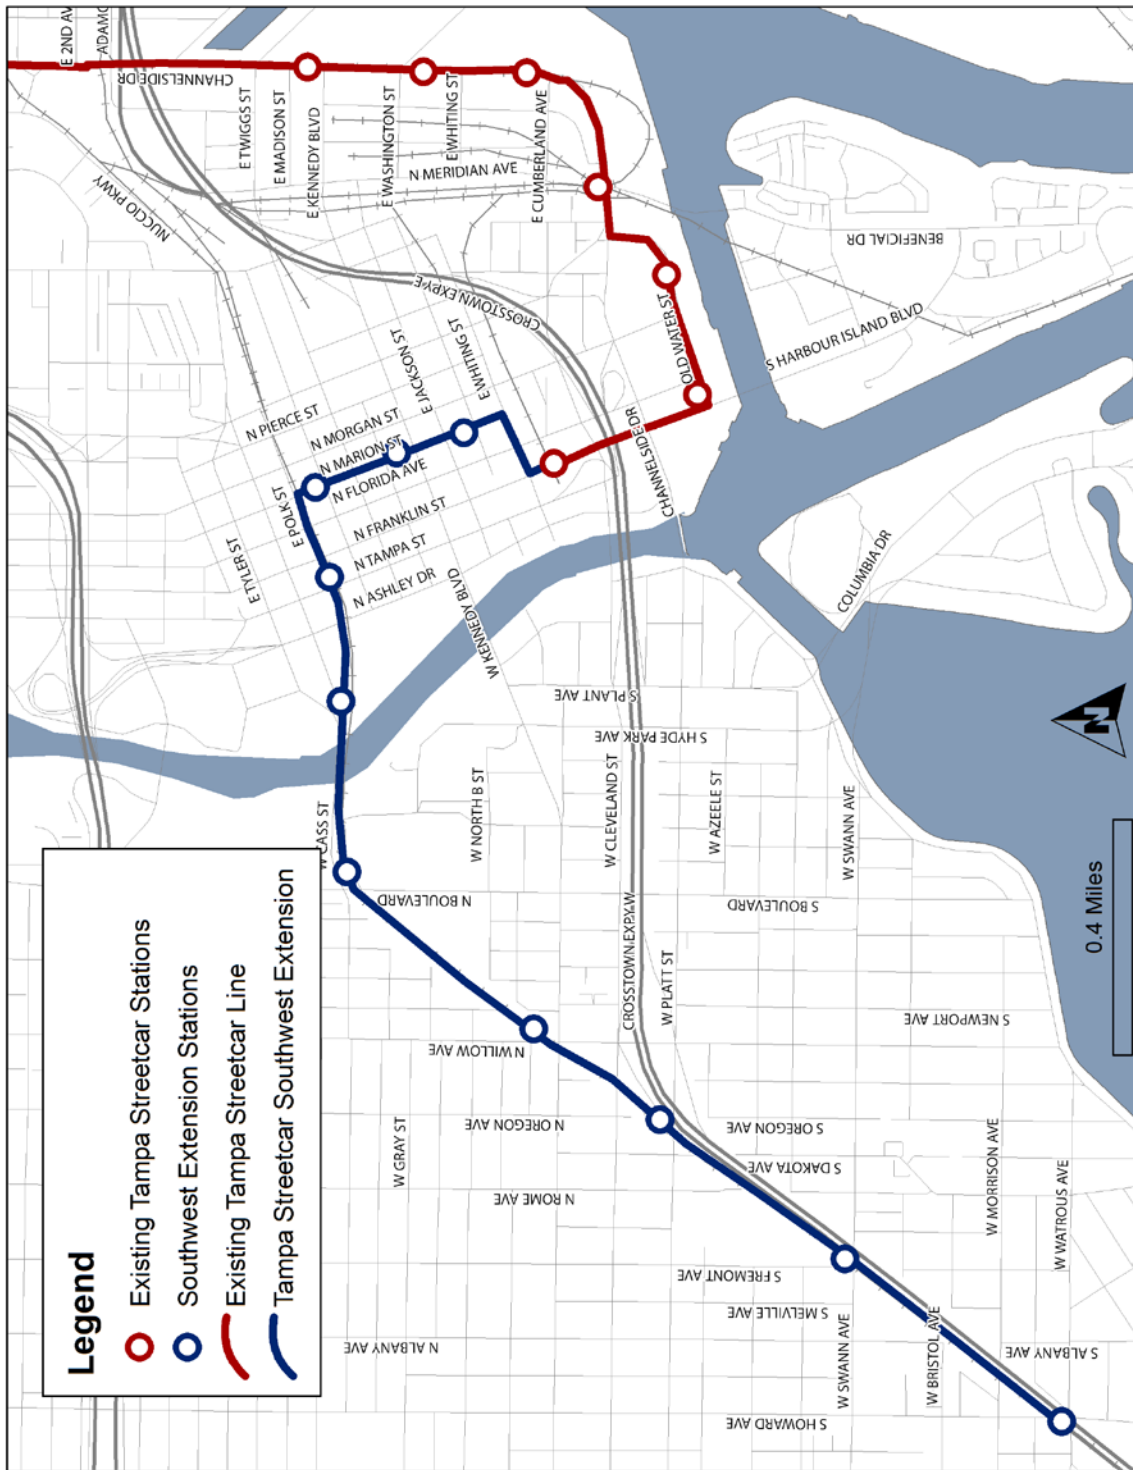 Legend
Existing Tampa Streetcar Stations
Southwest Extension Stations
Existing Tampa Streetcar Line
Tampa Streetcar Southwest Extension
E 2ND AV
ADAMO
CHANNELSIDE DR
NUCCIO PKWY
E TWIGGS ST
E MADISON ST
E KENNEDY BLVD
E WASHINGTON ST
E WHITING ST
N MERIDIAN AVE
E CUMBERLAND AVE
BENEFICIAL DR
S HARBOUR ISLAND BLVD
OLD WATER ST
CROSSTOWN EXPY E
E JACKSON ST
E WHITING ST
N PIERCE ST
N MORGAN ST
N MARION ST
N FLORIDA AVE
N FRANKLIN ST
N TAMPA ST
N ASHLEY DR
E POLK ST
E TYLER ST
CHANNELSIDE DR
W KENNEDY BLVD
COLUMBIA DR
S PLANT AVE
S HYDE PARK AVE
W CASS ST
W NORTH B ST
W CLEVELAND ST
W AZEELE ST
W SWANN AVE
N BOULEVARD
S BOULEVARD
CROSSTOWN EXPY W
W PLATT ST
S NEWPORT AVE
N WILLOW AVE
W GRAY ST
N OREGON AVE
S OREGON AVE
S DAKOTA AVE
N ROME AVE
W MORRISON AVE
W WATROUS AVE
S FREMONT AVE
S MELVILLE AVE
N ALBANY AVE
W SWANN AVE
W BRISTOL AVE
S ALBANY AVE
S HOWARD AVE
N
0.4 Miles